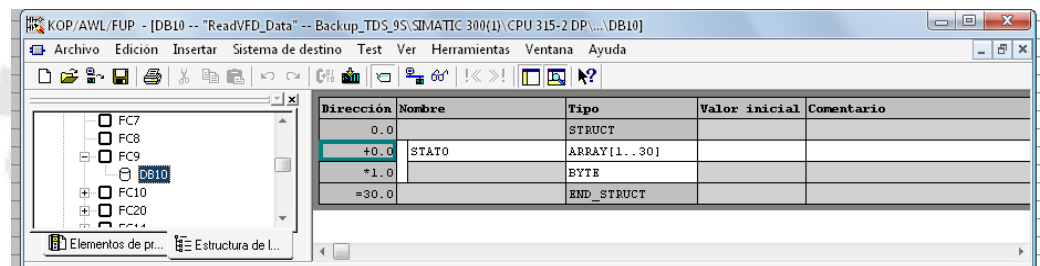 KOP/AWL/FUP - [DB10 -- "ReadVFD_Data" -- Backup_TDS_9S\SIMATIC 300(1)\CPU 315-2 DP\...\DB10]
Archivo Edición Insertar Sistema de destino Test Ver Herramientas Ventana Ayuda
FC7
FC8
FC9
DB10
FC10
FC20
FC14
Elementos de pr... Estructura de l...
Dirección Nombre Tipo Valor inicial Comentario
0.0 STRUCT
+0.0 STATO ARRAY[1..30]
*1.0 BYTE
=30.0 END_STRUCT